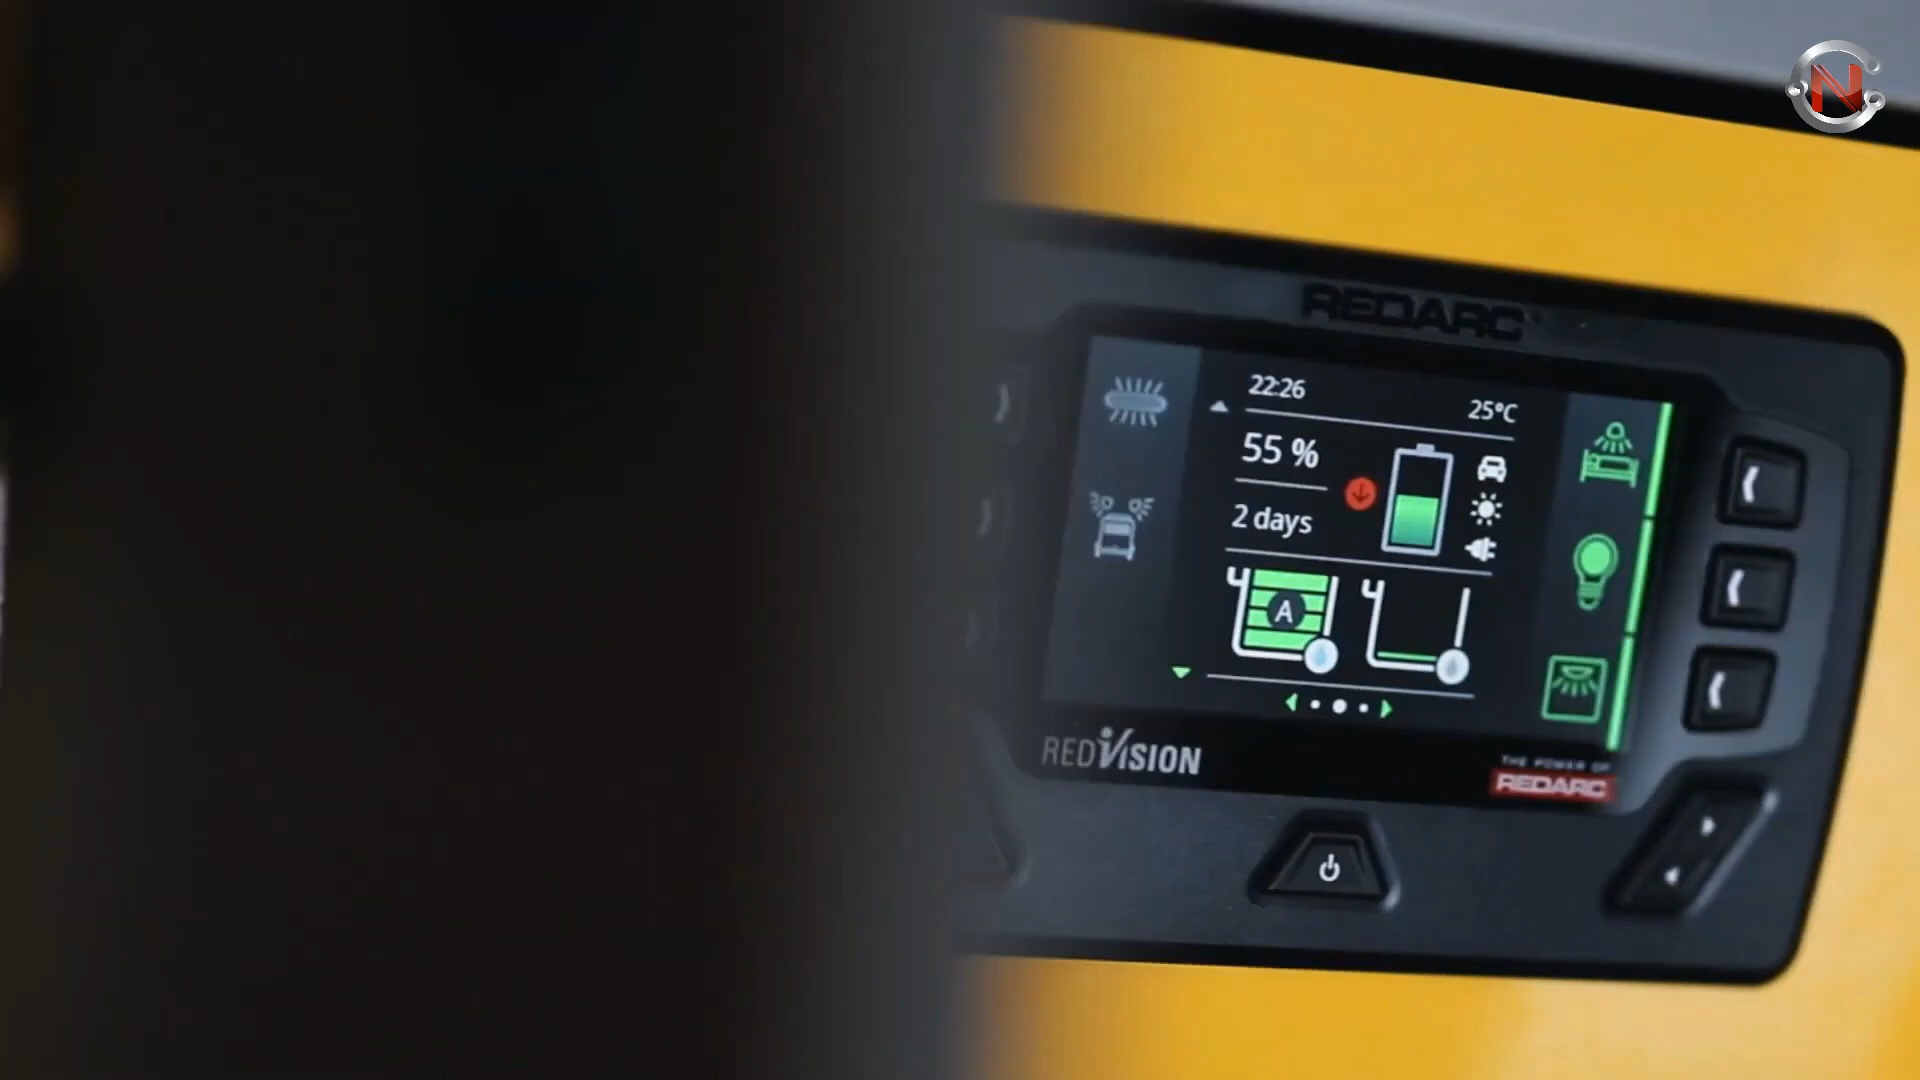 N
REDARC
22:26
25°C
55 %
2 days
A
REDVISION
THE POWER OF
REDARC